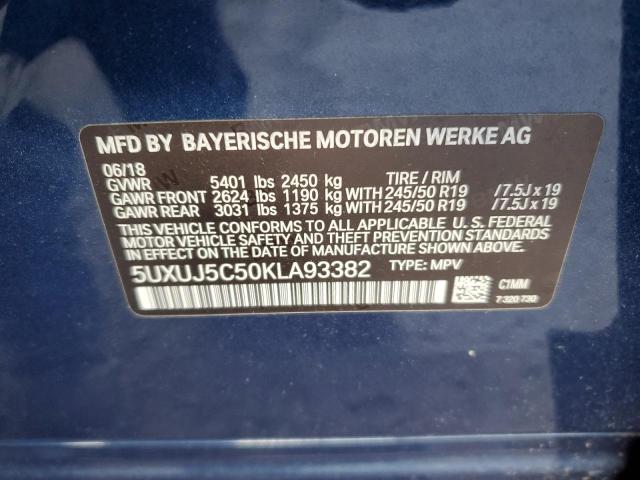 MFD BY BAYERISCHE MOTOREN WERKE AG
06/18
GVWR 5401 lbs 2450 kg TIRE / RIM
GAWR FRONT 2624 lbs 1190 kg WITH 245/50 R19 /7.5J x 19
GAWR REAR 3031 lbs 1375 kg WITH 245/50 R19 /7.5J x 19
THIS VEHICLE CONFORMS TO ALL APPLICABLE U. S. FEDERAL
MOTOR VEHICLE SAFETY AND THEFT PREVENTION STANDARDS
IN EFFECT ON THE DATE OF MANUFACTURE SHOWN ABOVE.
5UXUJ5C50KLA93382 TYPE: MPV
C1MM
7 320 730